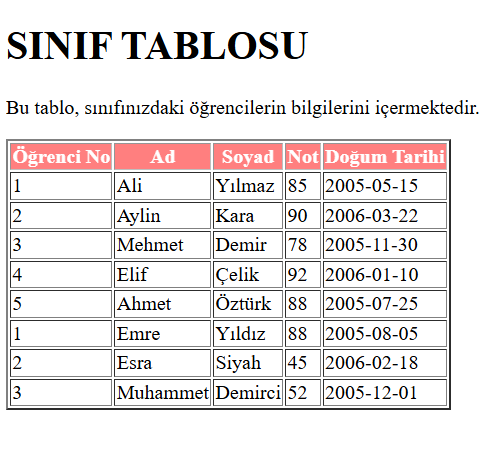 SINIF TABLOSU
Bu tablo, sınıfınızdaki öğrencilerin bilgilerini içermektedir.
Öğrenci No Ad Soyad Not Doğum Tarihi
1 Ali Yılmaz 85 2005-05-15
2 Aylin Kara 90 2006-03-22
3 Mehmet Demir 78 2005-11-30
4 Elif Çelik 92 2006-01-10
5 Ahmet Öztürk 88 2005-07-25
1 Emre Yıldız 88 2005-08-05
2 Esra Siyah 45 2006-02-18
3 Muhammet Demirci 52 2005-12-01